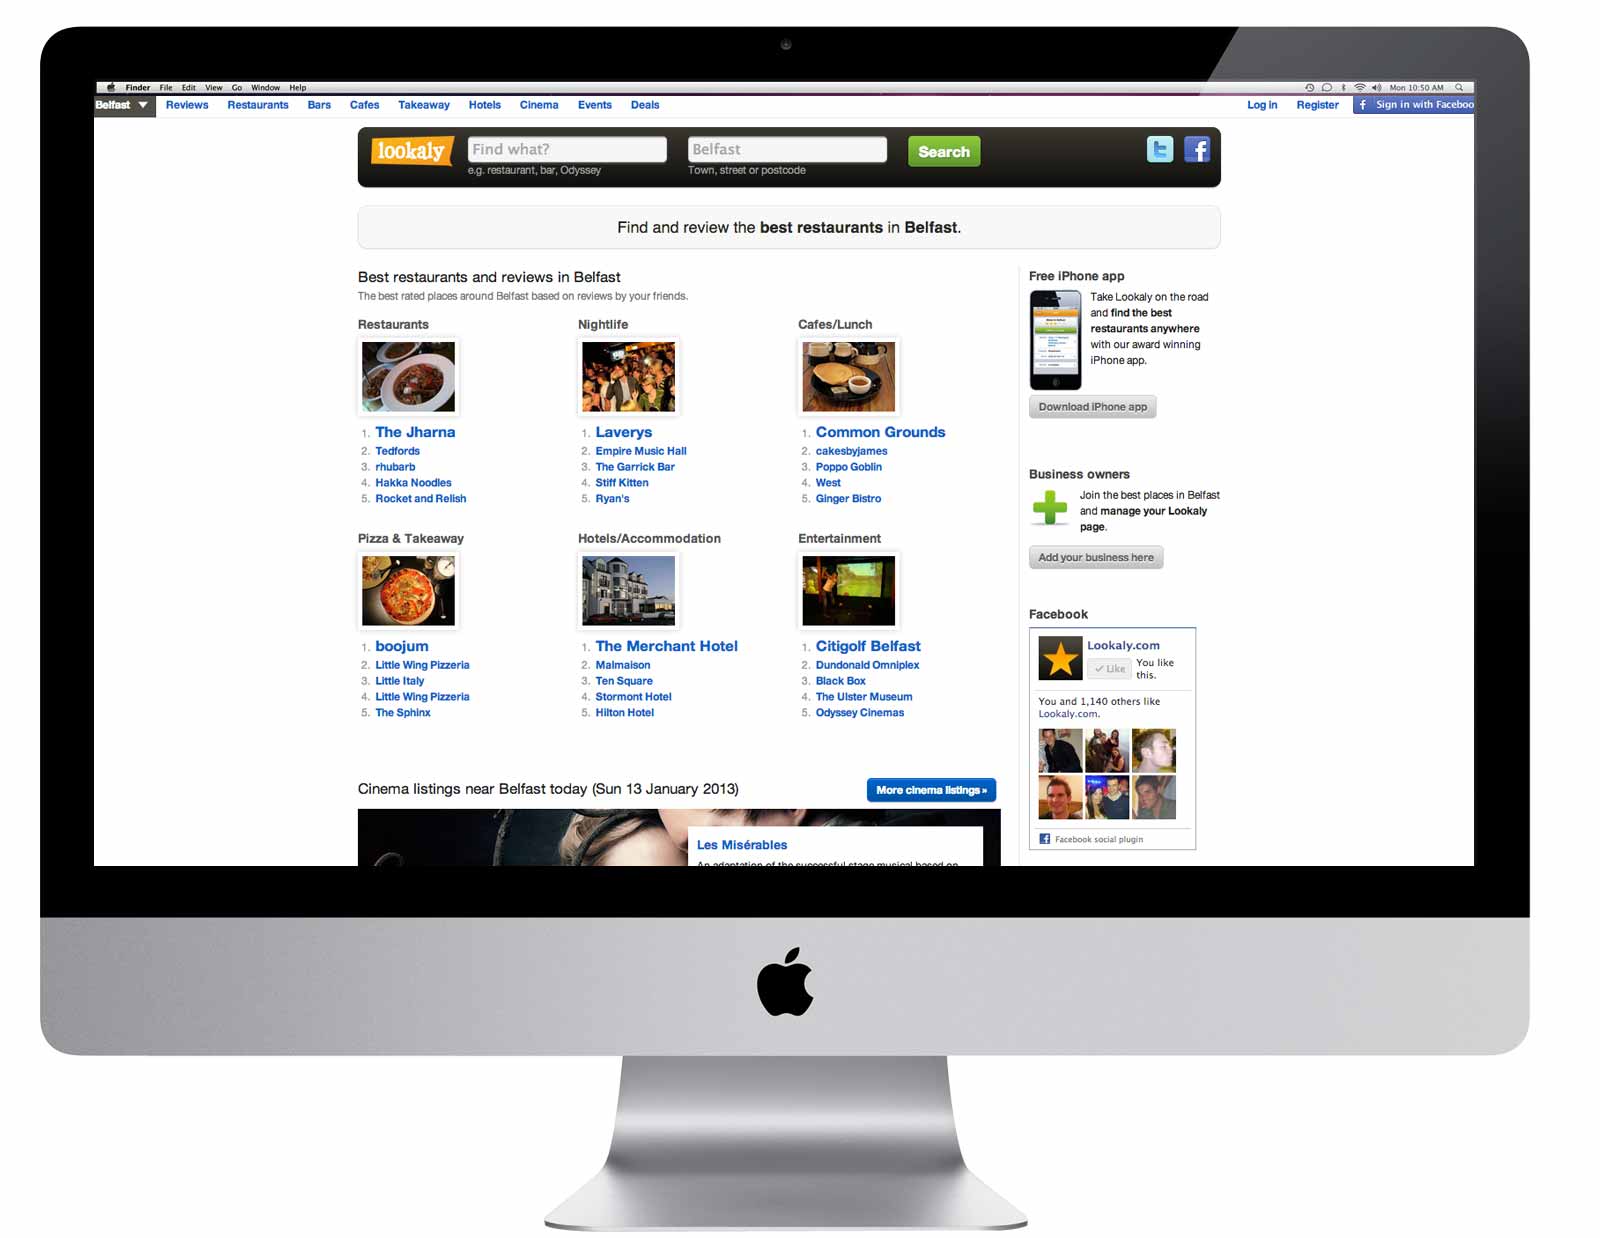 Finder File Edit View Go Window Help Mon 10:50 AM
Belfast Reviews Restaurants Bars Cafes Takeaway Hotels Cinema Events Deals Log in Register Sign in with Faceboo
lookaly Find what? Belfast Search
e.g. restaurant, bar, Odyssey Town, street or postcode
Find and review the best restaurants in Belfast.
Best restaurants and reviews in Belfast
The best rated places around Belfast based on reviews by your friends.
Restaurants
1. The Jharna
2. Tedfords
3. rhubarb
4. Hakka Noodles
5. Rocket and Relish
Nightlife
1. Laverys
2. Empire Music Hall
3. The Garrick Bar
4. Stiff Kitten
5. Ryan's
Cafes/Lunch
1. Common Grounds
2. cakesbyjames
3. Poppo Goblin
4. West
5. Ginger Bistro
Pizza & Takeaway
1. boojum
2. Little Wing Pizzeria
3. Little Italy
4. Little Wing Pizzeria
5. The Sphinx
Hotels/Accommodation
1. The Merchant Hotel
2. Malmaison
3. Ten Square
4. Stormont Hotel
5. Hilton Hotel
Entertainment
1. Citigolf Belfast
2. Dundonald Omniplex
3. Black Box
4. The Ulster Museum
5. Odyssey Cinemas
Cinema listings near Belfast today (Sun 13 January 2013)
More cinema listings »
Les Misérables
An adaptation of the successful stage musical based on
Free iPhone app
Take Lookaly on the road
and find the best
restaurants anywhere
with our award winning
iPhone app.
Download iPhone app
Business owners
Join the best places in Belfast
and manage your Lookaly
page.
Add your business here
Facebook
Lookaly.com
Like You like
this.
You and 1,140 others like
Lookaly.com.
Facebook social plugin